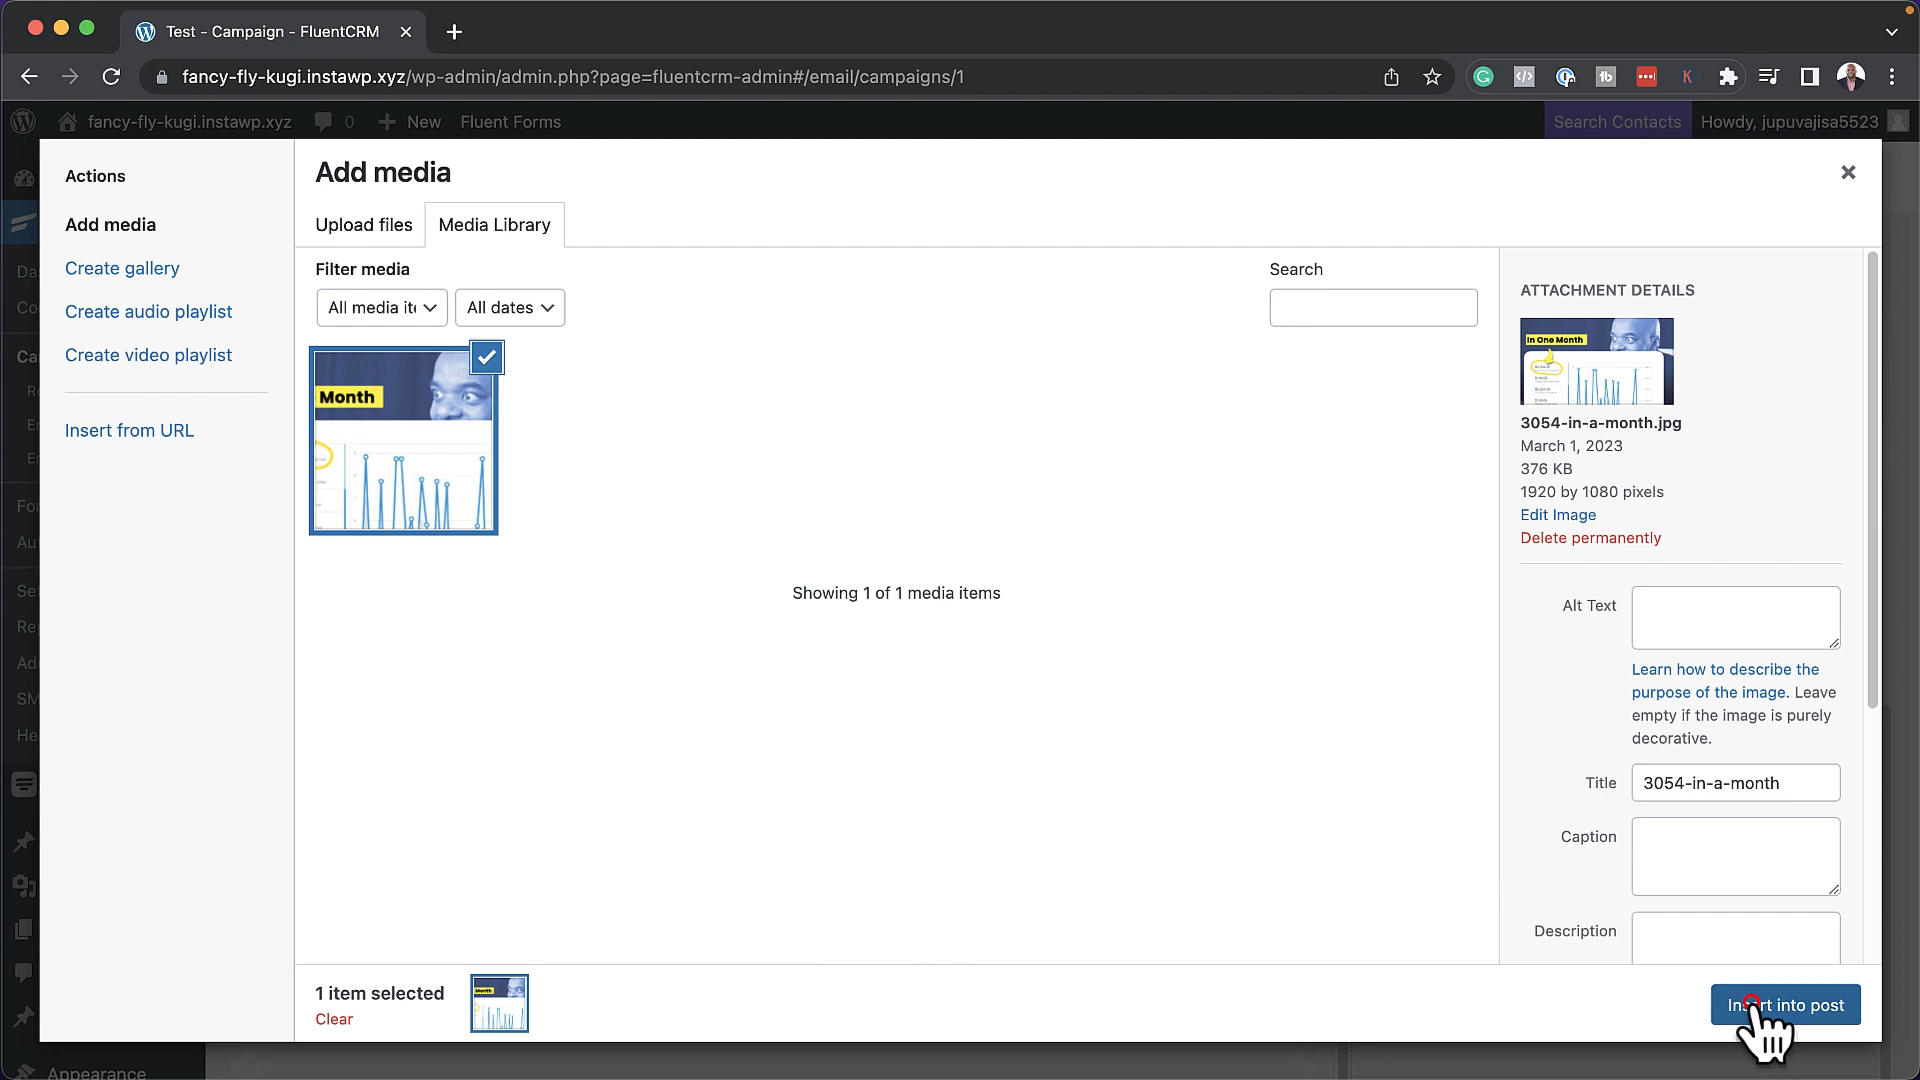 Test - Campaign - FluentCRM
fancy-fly-kugi.instawp.xyz/wp-admin/admin.php?page=fluentcrm-admin#/email/campaigns/1
fancy-fly-kugi.instawp.xyz
0
New
Fluent Forms
Search Contacts
Howdy, jupuvajisa5523
Actions
Add media
Create gallery
Create audio playlist
Create video playlist
Insert from URL
Add media
Upload files
Media Library
Filter media
All media ite
All dates
Search
Month
Showing 1 of 1 media items
ATTACHMENT DETAILS
In One Month
3054-in-a-month.jpg
March 1, 2023
376 KB
1920 by 1080 pixels
Edit Image
Delete permanently
Alt Text
Learn how to describe the
purpose of the image. Leave
empty if the image is purely
decorative.
Title
3054-in-a-month
Caption
Description
1 item selected
Clear
Month
Insert into post
Appearance